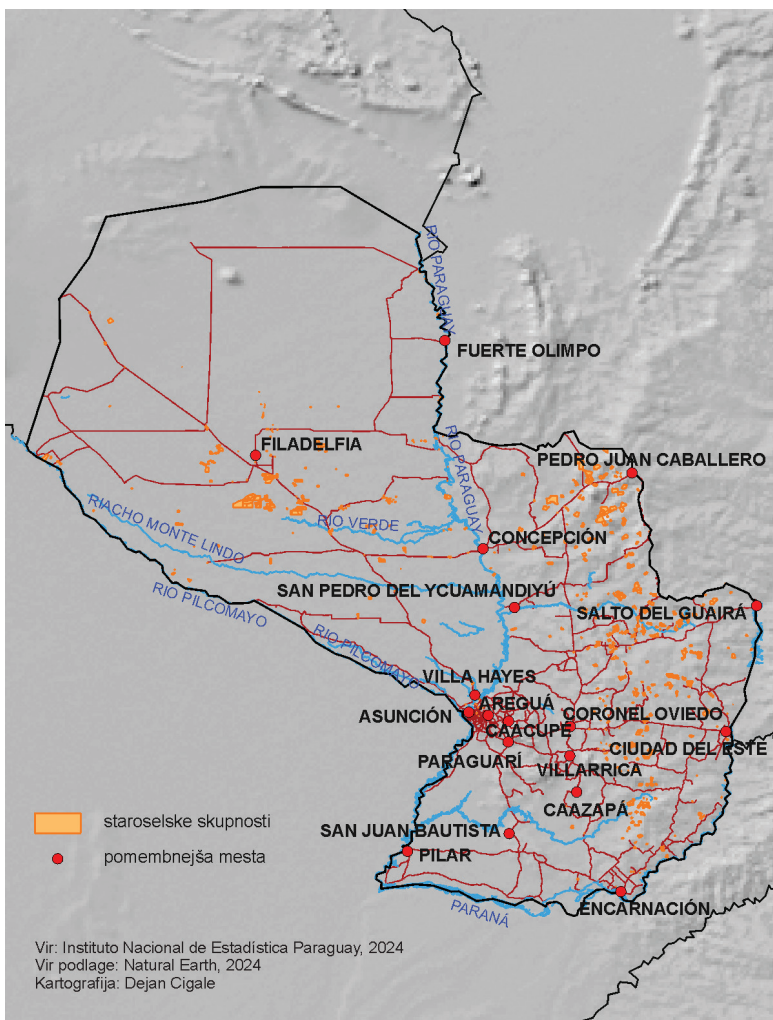 RIO PARAGUAY
FUERTE OLIMPO
FILADELFIA
RIO PARAGUAY
PEDRO JUAN CABALLERO
RIACHO MONTE LINDO
RIO VERDE
CONCEPCIÓN
RIO PILCOMAYO
SAN PEDRO DEL YCUAMANDIYÚ
SALTO DEL GUAIRÁ
RIO PILCOMAYO
VILLA HAYES
AREGUÁ
ASUNCIÓN
CORONEL OVIEDO
CAACUPÉ
CIUDAD DEL ESTE
PARAGUARÍ
VILLARRICA
CAAZAPÁ
staroselske skupnosti
SAN JUAN BAUTISTA
pomembnejša mesta
PILAR
ENCARNACIÓN
PARANÁ
Vir: Instituto Nacional de Estadística Paraguay, 2024
Vir podlage: Natural Earth, 2024
Kartografija: Dejan Cigale